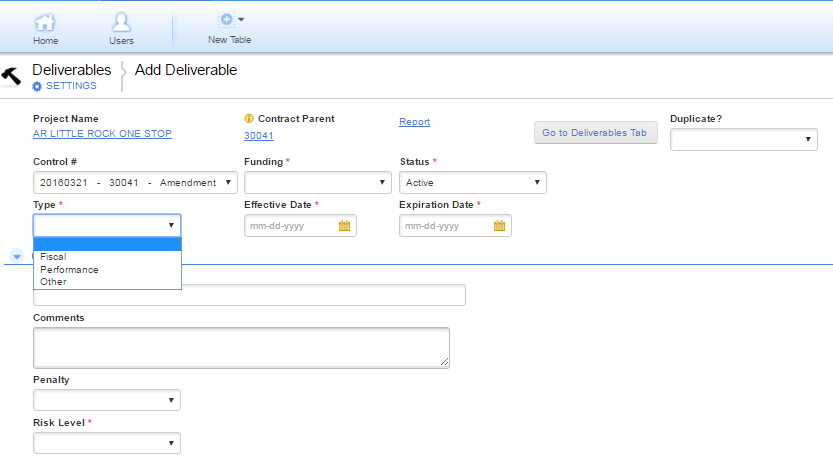 Home
Users
New Table
Deliverables
Add Deliverable
SETTINGS
Project Name
Contract Parent
Report
Go to Deliverables Tab
Duplicate?
AR LITTLE ROCK ONE STOP
30041
Control #
Funding *
Status *
20160321 - 30041 - Amendment
Active
Type *
Effective Date *
Expiration Date *
mm-dd-yyyy
mm-dd-yyyy
Fiscal
Performance
Other
Comments
Penalty
Risk Level *